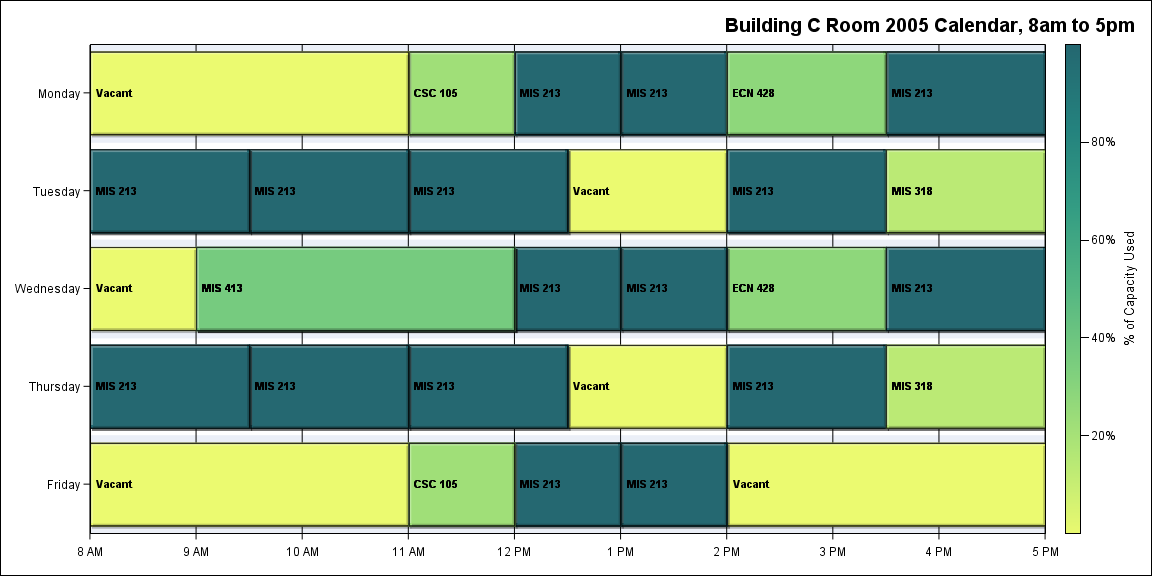 Building C Room 2005 Calendar, 8am to 5pm
Monday
Vacant
CSC 105
MIS 213
MIS 213
ECN 428
MIS 213
Tuesday
MIS 213
MIS 213
MIS 213
Vacant
MIS 213
MIS 318
Wednesday
Vacant
MIS 413
MIS 213
MIS 213
ECN 428
MIS 213
Thursday
MIS 213
MIS 213
MIS 213
Vacant
MIS 213
MIS 318
Friday
Vacant
CSC 105
MIS 213
MIS 213
Vacant
8 AM
9 AM
10 AM
11 AM
12 PM
1 PM
2 PM
3 PM
4 PM
5 PM
80%
60%
40%
20%
% of Capacity Used